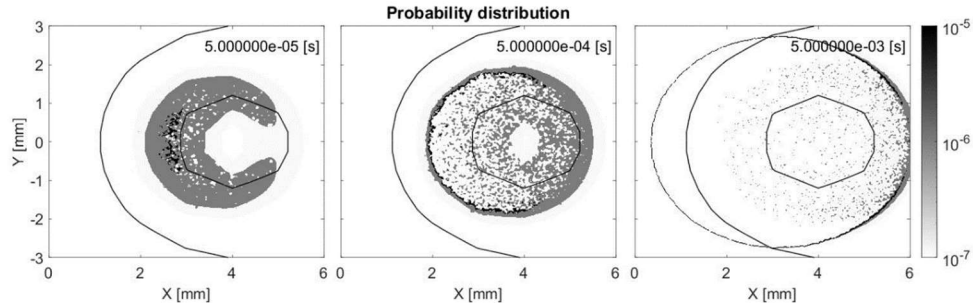 Probability distribution
5.000000e-05 [s]
5.000000e-04 [s]
5.000000e-03 [s]
3
2
1
0
-1
-2
-3
Y [mm]
0 2 4 6
0 2 4 6
0 2 4 6
X [mm]
X [mm]
X [mm]
10^-5
10^-6
10^-7